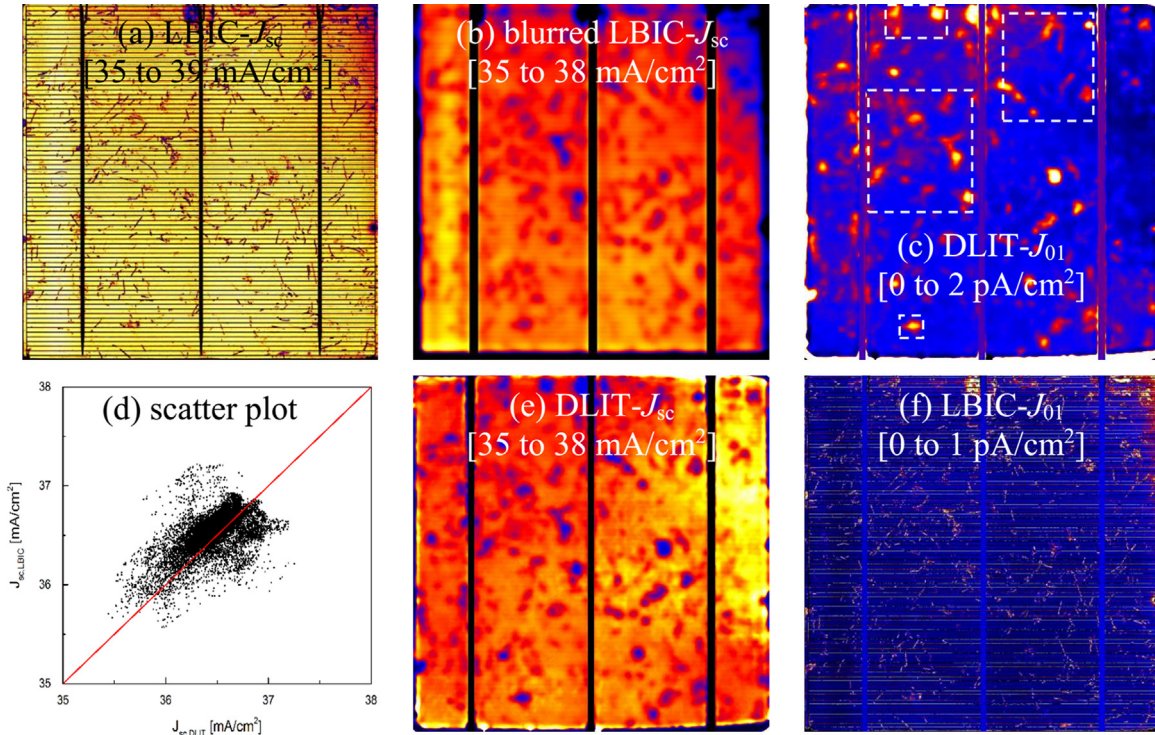 (a) LBIC-Jsc
[35 to 39 mA/cm²]
(b) blurred LBIC-Jsc
[35 to 38 mA/cm²]
(c) DLIT-J01
[0 to 2 pA/cm²]
(d) scatter plot
38
37
36
35
35
36
37
38
Jsc,LBIC [mA/cm²]
Jsc,DLIT [mA/cm²]
(e) DLIT-Jsc
[35 to 38 mA/cm²]
(f) LBIC-J01
[0 to 1 pA/cm²]